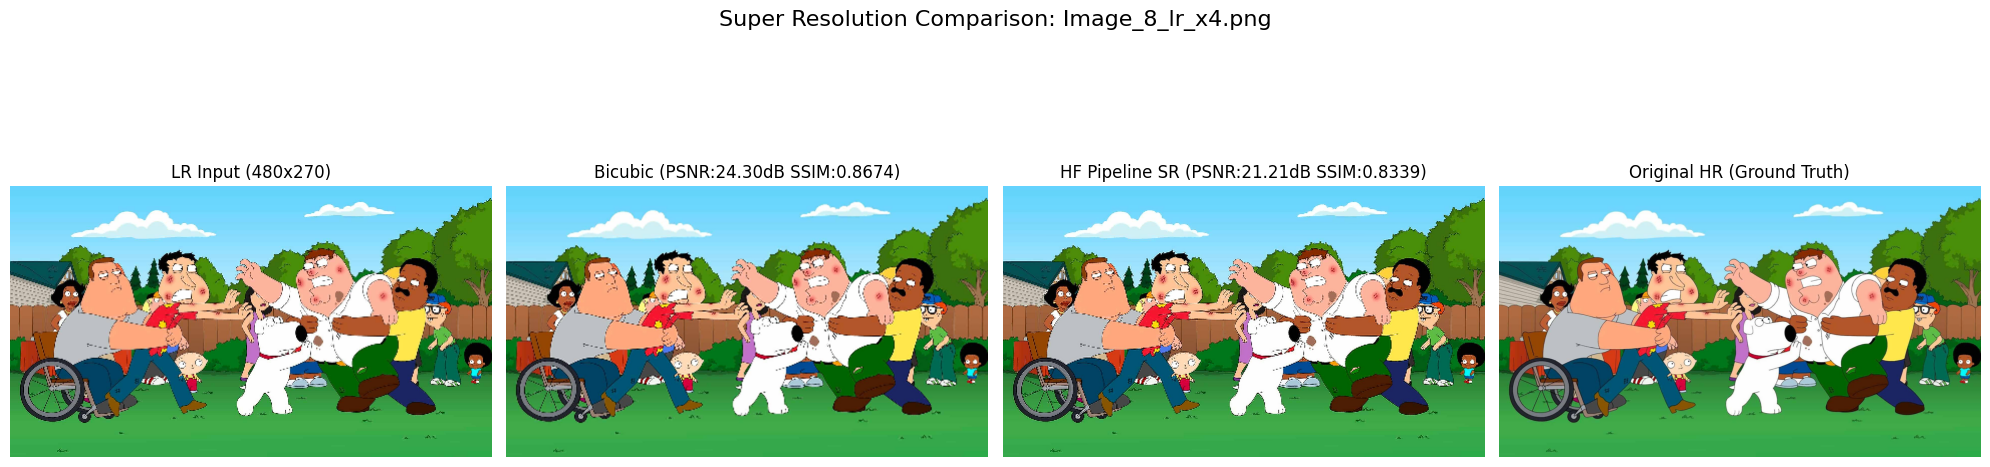 Super Resolution Comparison: Image_8_lr_x4.png
LR Input (480x270)
Bicubic (PSNR:24.30dB SSIM:0.8674)
HF Pipeline SR (PSNR:21.21dB SSIM:0.8339)
Original HR (Ground Truth)